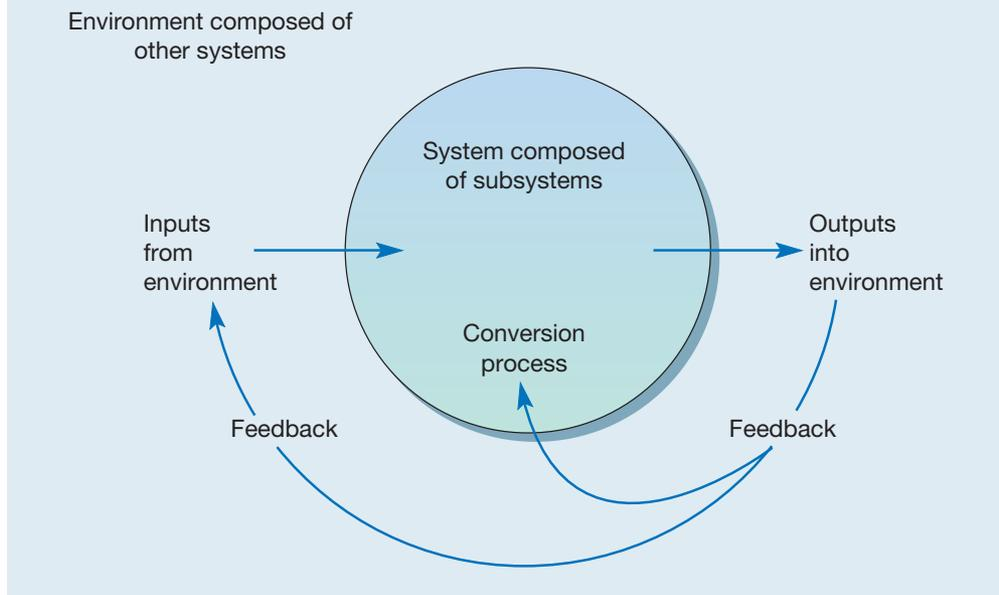 Environment composed of
other systems
System composed
of subsystems
Inputs
from
environment
Outputs
into
environment
Conversion
process
Feedback
Feedback